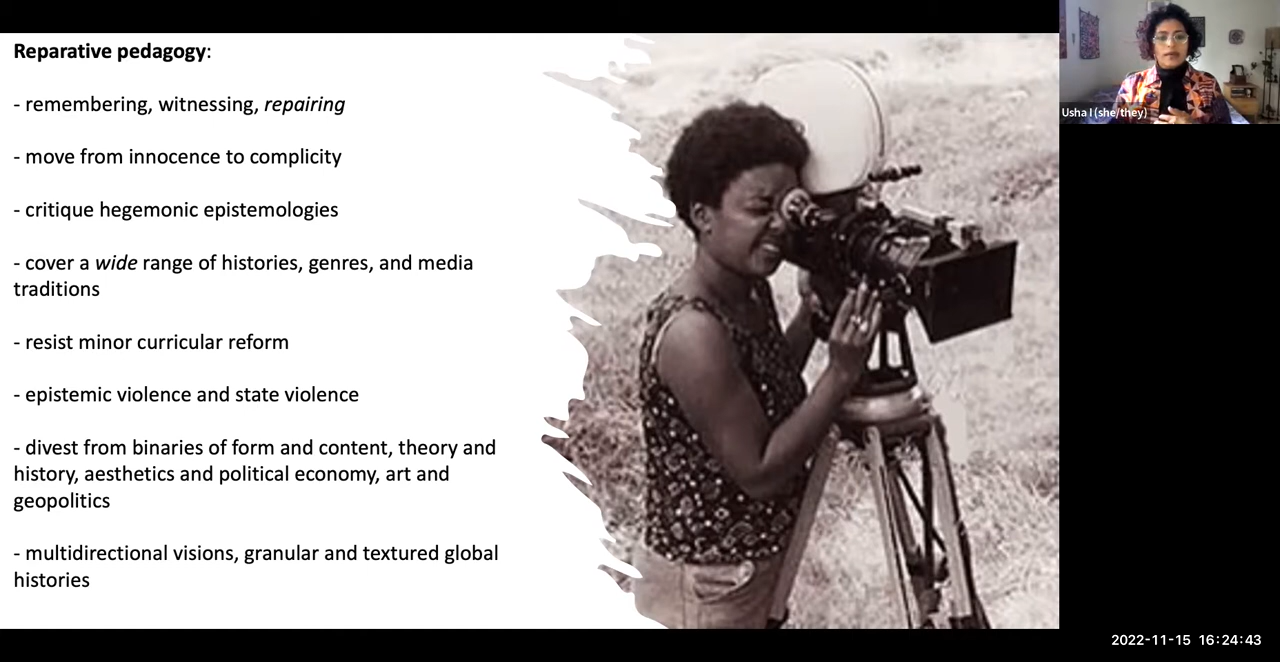 Reparative pedagogy:
- remembering, witnessing, repairing
- move from innocence to complicity
- critique hegemonic epistemologies
- cover a wide range of histories, genres, and media
traditions
- resist minor curricular reform
- epistemic violence and state violence
- divest from binaries of form and content, theory and
history, aesthetics and political economy, art and
geopolitics
- multidirectional visions, granular and textured global
histories
Usha I (she/they)
2022-11-15 16:24:43